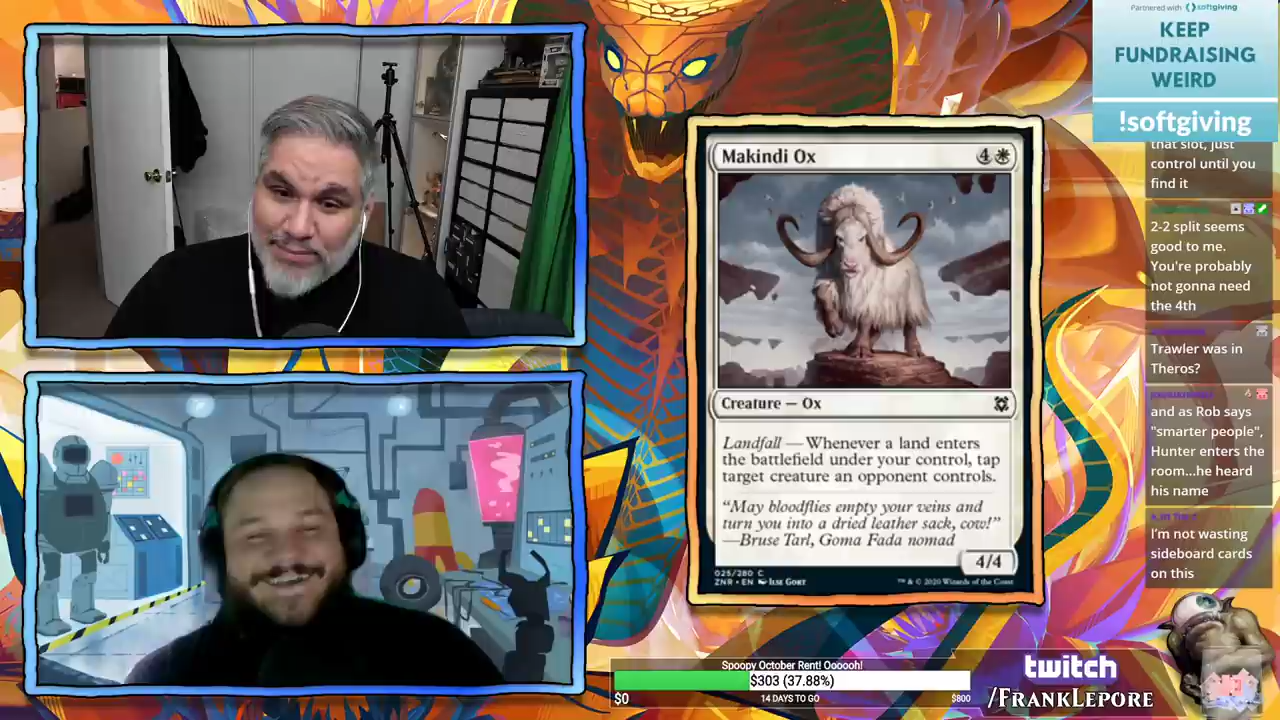 Partnered with softgiving
KEEP
FUNDRAISING
WEIRD
!softgiving
that slot, just
control until you
find it
2-2 split seems
good to me.
You're probably
not gonna need
the 4th
Trawler was in
Theros?
and as Rob says
"smarter people",
Hunter enters the
room...he heard
his name
I'm not wasting
sideboard cards
on this
Makindi Ox
4
Creature — Ox
Landfall — Whenever a land enters
the battlefield under your control, tap
target creature an opponent controls.
"May bloodflies empty your veins and
turn you into a dried leather sack, cow!"
—Bruse Tarl, Goma Fada nomad
4/4
025/280 C
ZNR • EN Ilse Gort
™ & © 2020 Wizards of the Coast
Spoopy October Rent! Oooooh!
$303 (37.88%)
$0
14 DAYS TO GO
$800
twitch
/FrankLepore